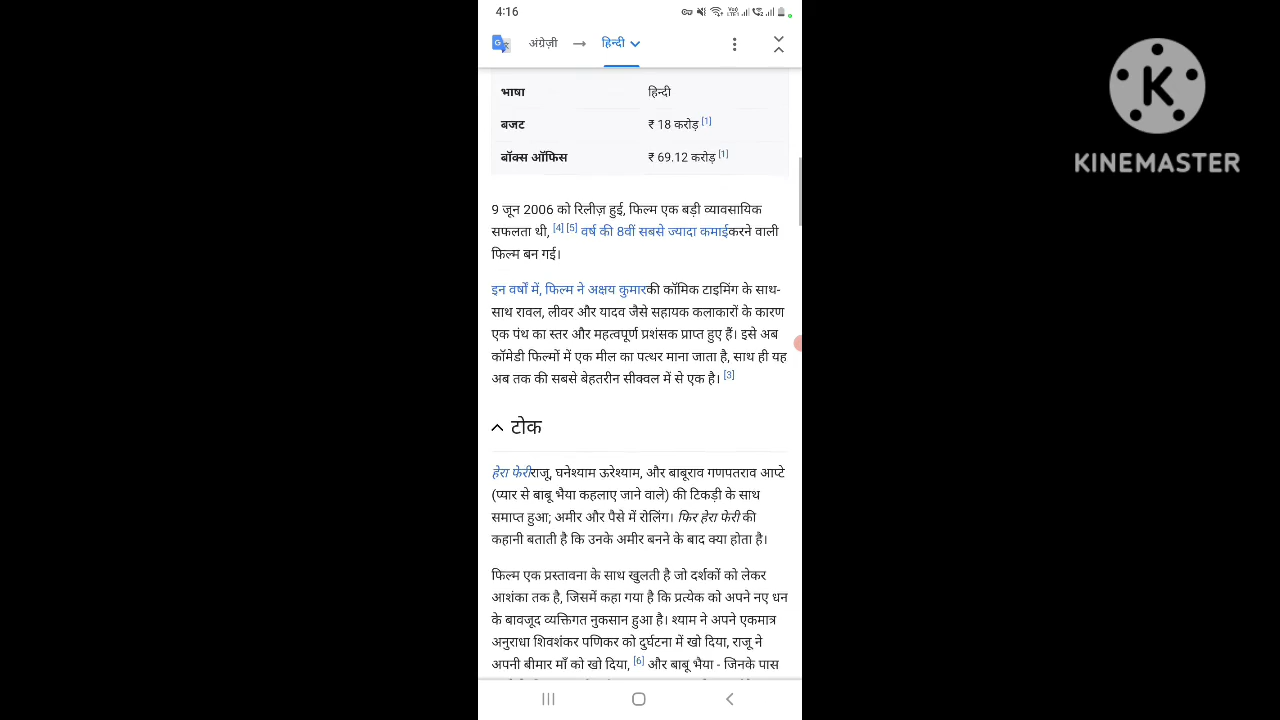 4:16
अंग्रेज़ी → हिन्दी
भाषा हिन्दी
बजट ₹ 18 करोड़ [1]
बॉक्स ऑफिस ₹ 69.12 करोड़ [1]
9 जून 2006 को रिलीज़ हुई, फिल्म एक बड़ी व्यावसायिक
सफलता थी, [4] [5] वर्ष की 8वीं सबसे ज्यादा कमाईकरने वाली
फिल्म बन गई।
इन वर्षों में, फिल्म ने अक्षय कुमारकी कॉमिक टाइमिंग के साथ-
साथ रावल, लीवर और यादव जैसे सहायक कलाकारों के कारण
एक पंथ का स्तर और महत्वपूर्ण प्रशंसक प्राप्त हुए हैं। इसे अब
कॉमेडी फिल्मों में एक मील का पत्थर माना जाता है, साथ ही यह
अब तक की सबसे बेहतरीन सीक्वल में से एक है। [3]
टोक
हेरा फेरीराजू, घनेश्याम ऊरेश्याम, और बाबूराव गणपतराव आप्टे
(प्यार से बाबू भैया कहलाए जाने वाले) की टिकड़ी के साथ
समाप्त हुआ; अमीर और पैसे में रोलिंग। फिर हेरा फेरी की
कहानी बताती है कि उनके अमीर बनने के बाद क्या होता है।
फिल्म एक प्रस्तावना के साथ खुलती है जो दर्शकों को लेकर
आशंका तक है, जिसमें कहा गया है कि प्रत्येक को अपने नए धन
के बावजूद व्यक्तिगत नुकसान हुआ है। श्याम ने अपने एकमात्र
अनुराधा शिवशंकर पणिकर को दुर्घटना में खो दिया, राजू ने
अपनी बीमार माँ को खो दिया, [6] और बाबू भैया - जिनके पास
K
KINEMASTER